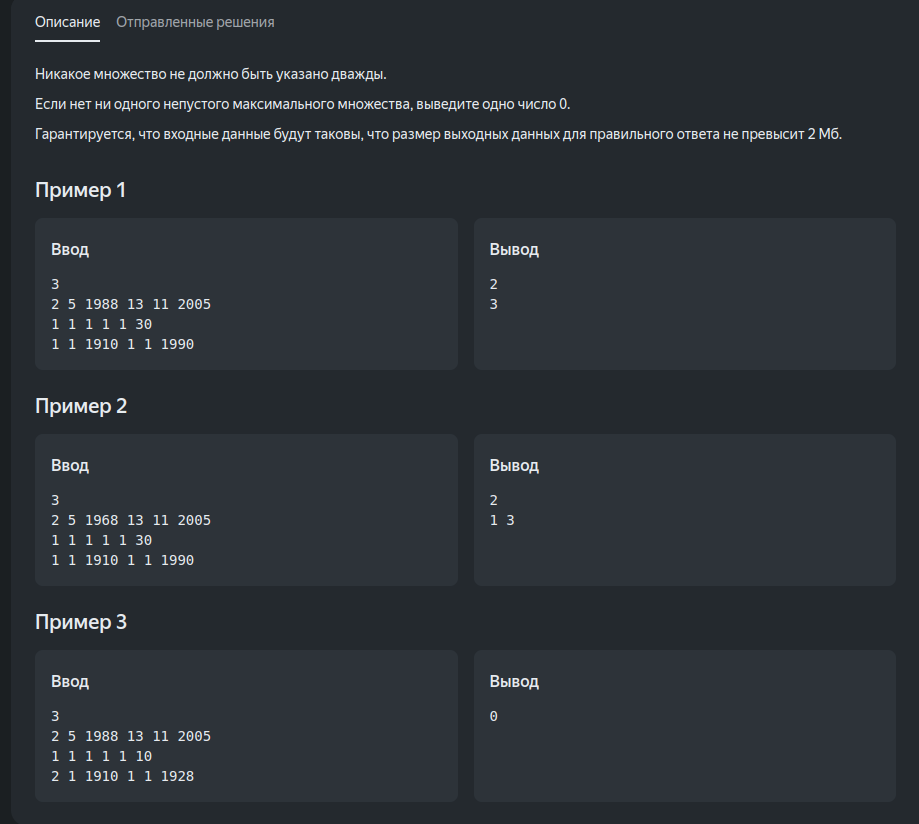 Описание Отправленные решения
Никакое множество не должно быть указано дважды.
Если нет ни одного непустого максимального множества, выведите одно число 0.
Гарантируется, что входные данные будут таковы, что размер выходных данных для правильного ответа не превысит 2 Мб.
Пример 1
Ввод
3
2 5 1988 13 11 2005
1 1 1 1 1 30
1 1 1910 1 1 1990
Вывод
2
3
Пример 2
Ввод
3
2 5 1968 13 11 2005
1 1 1 1 1 30
1 1 1910 1 1 1990
Вывод
2
1 3
Пример 3
Ввод
3
2 5 1988 13 11 2005
1 1 1 1 1 10
2 1 1910 1 1 1928
Вывод
0